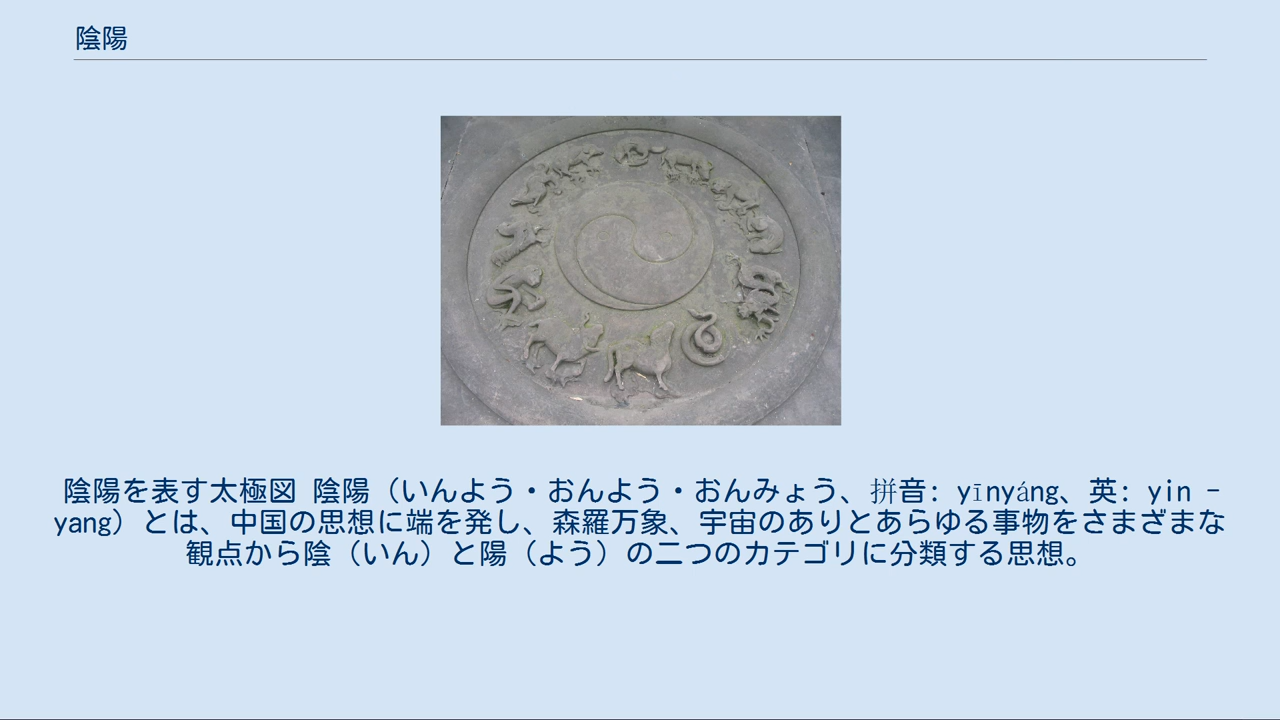 陰陽
陰陽を表す太極図 陰陽（いんよう・おんよう・おんみょう、拼音: yīnyáng、英: yin -
yang）とは、中国の思想に端を発し、森羅万象、宇宙のありとあらゆる事物をさまざまな
観点から陰（いん）と陽（よう）の二つのカテゴリに分類する思想。